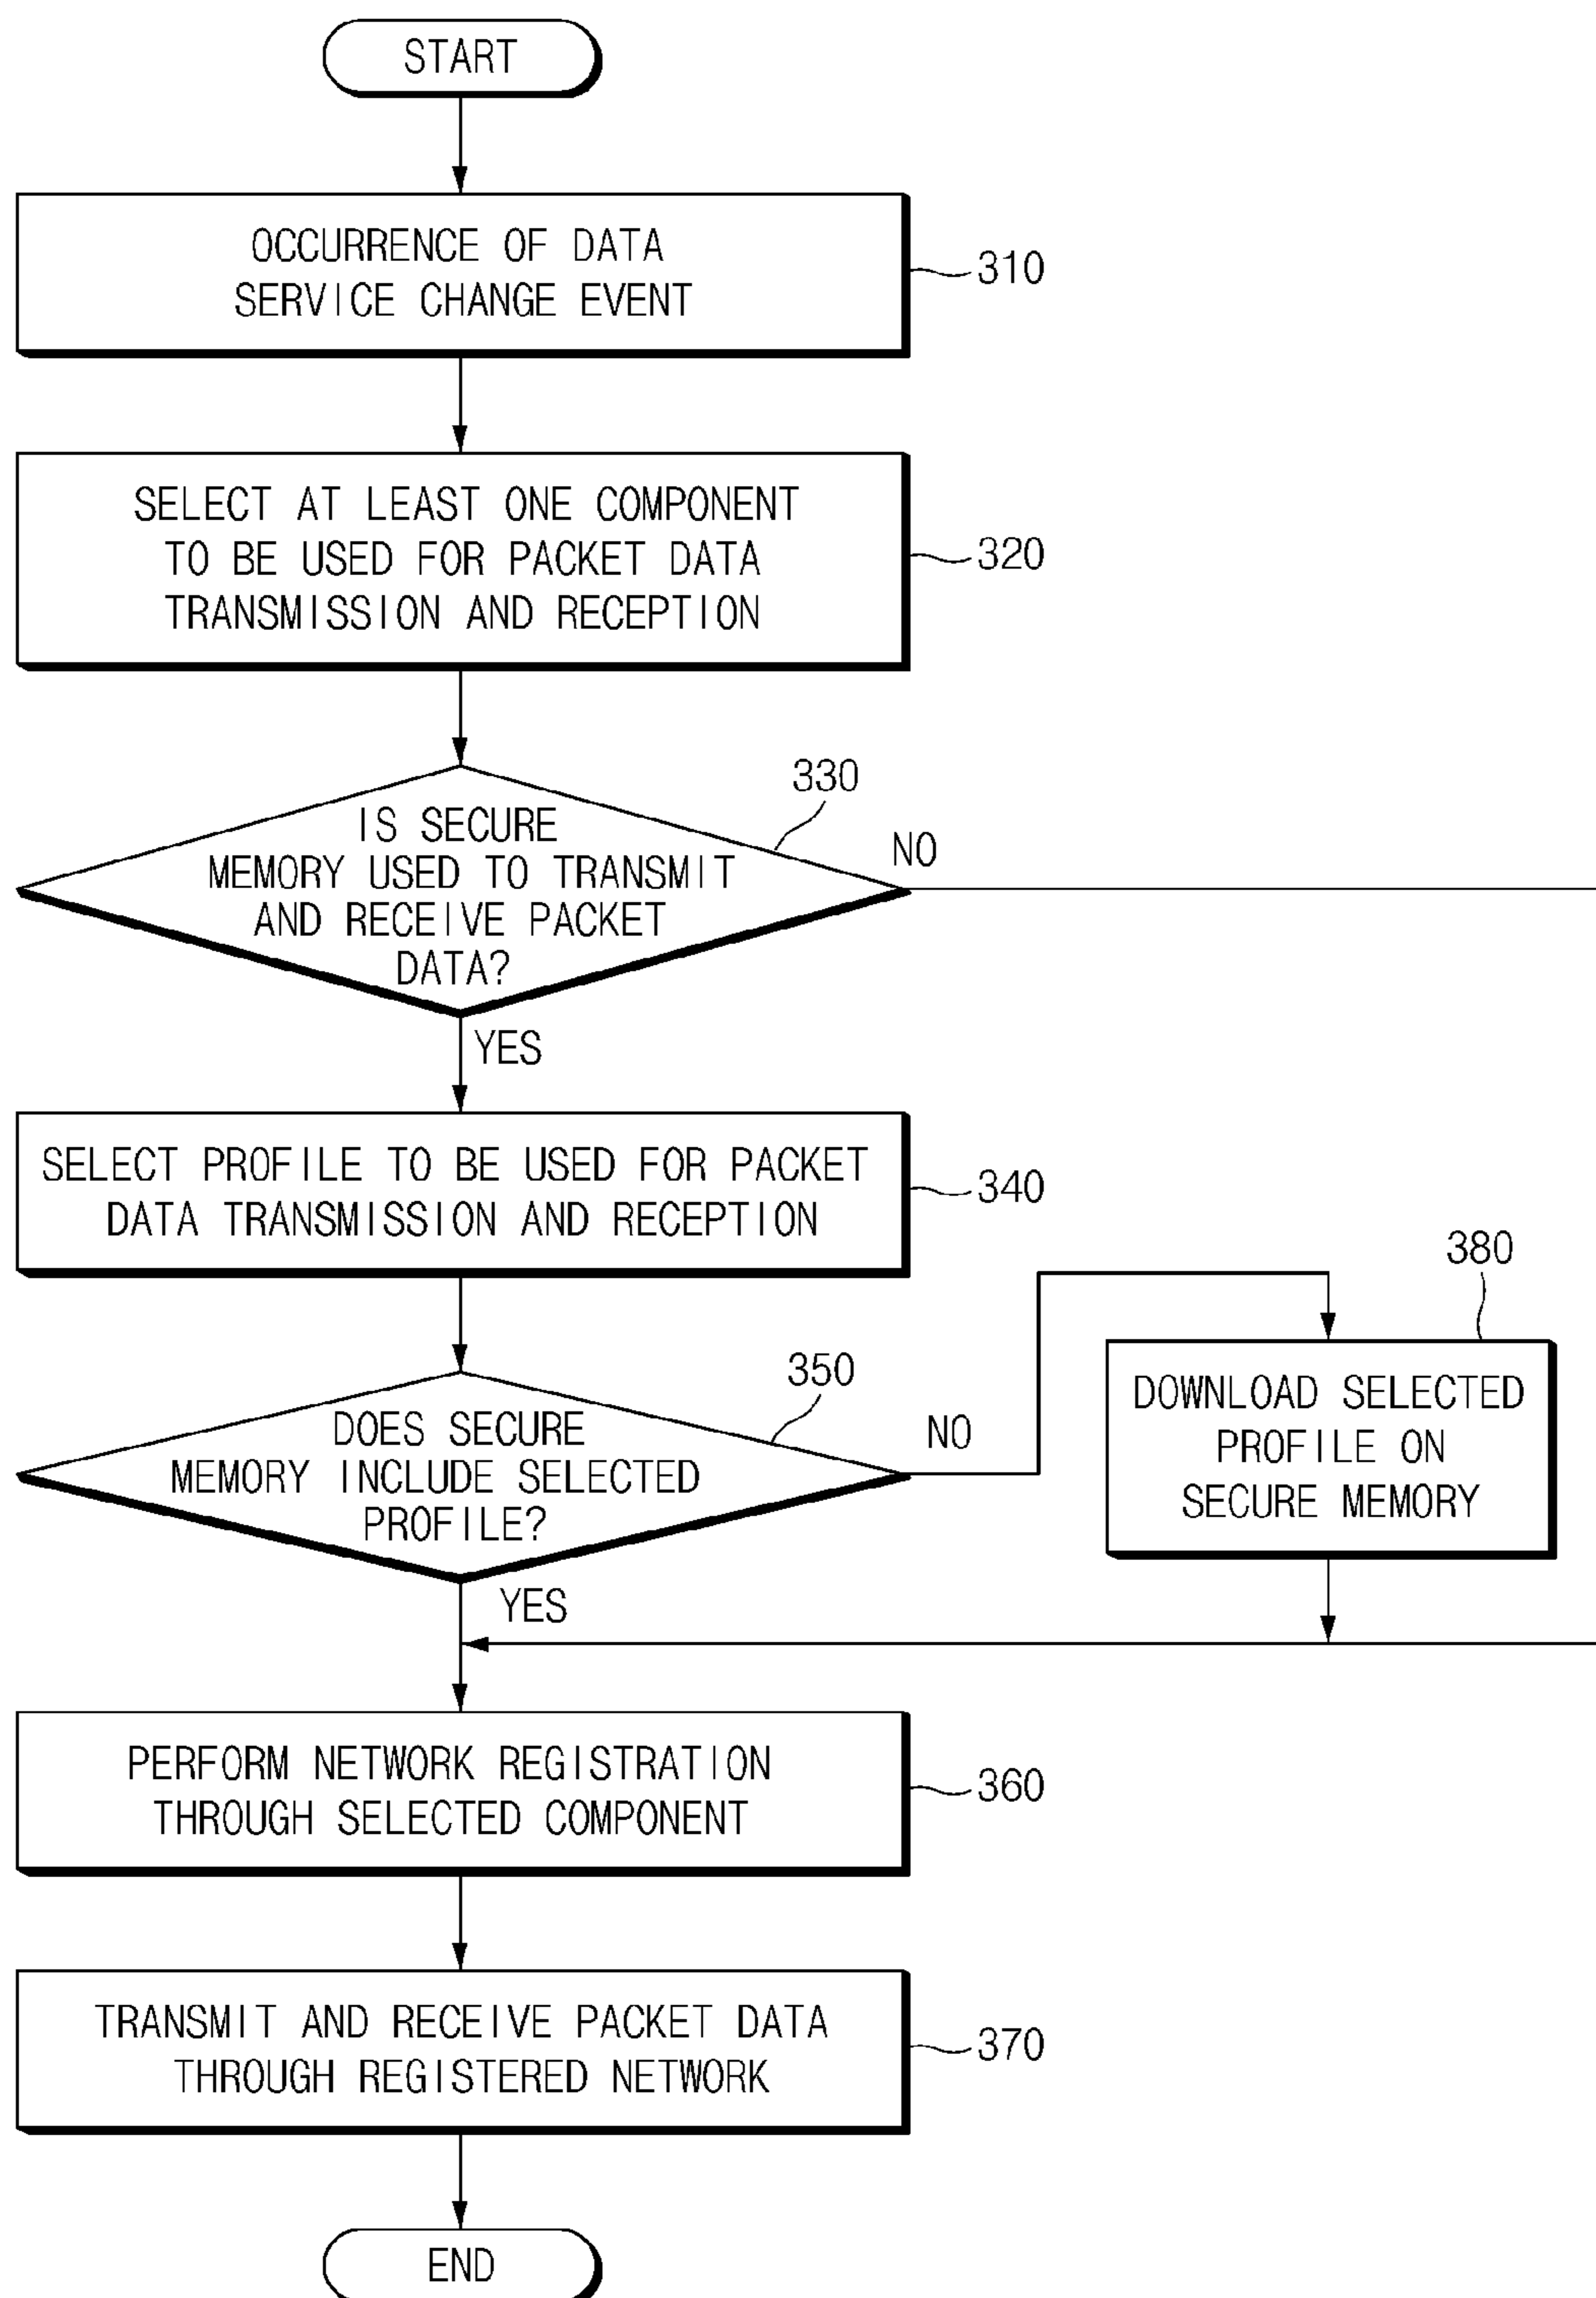 START
OCCURRENCE OF DATA
SERVICE CHANGE EVENT
310
SELECT AT LEAST ONE COMPONENT
TO BE USED FOR PACKET DATA
TRANSMISSION AND RECEPTION
320
330
IS SECURE
MEMORY USED TO TRANSMIT
AND RECEIVE PACKET
DATA?
NO
YES
SELECT PROFILE TO BE USED FOR PACKET
DATA TRANSMISSION AND RECEPTION
340
350
DOES SECURE
MEMORY INCLUDE SELECTED
PROFILE?
NO
YES
380
DOWNLOAD SELECTED
PROFILE ON
SECURE MEMORY
PERFORM NETWORK REGISTRATION
THROUGH SELECTED COMPONENT
360
TRANSMIT AND RECEIVE PACKET DATA
THROUGH REGISTERED NETWORK
370
END